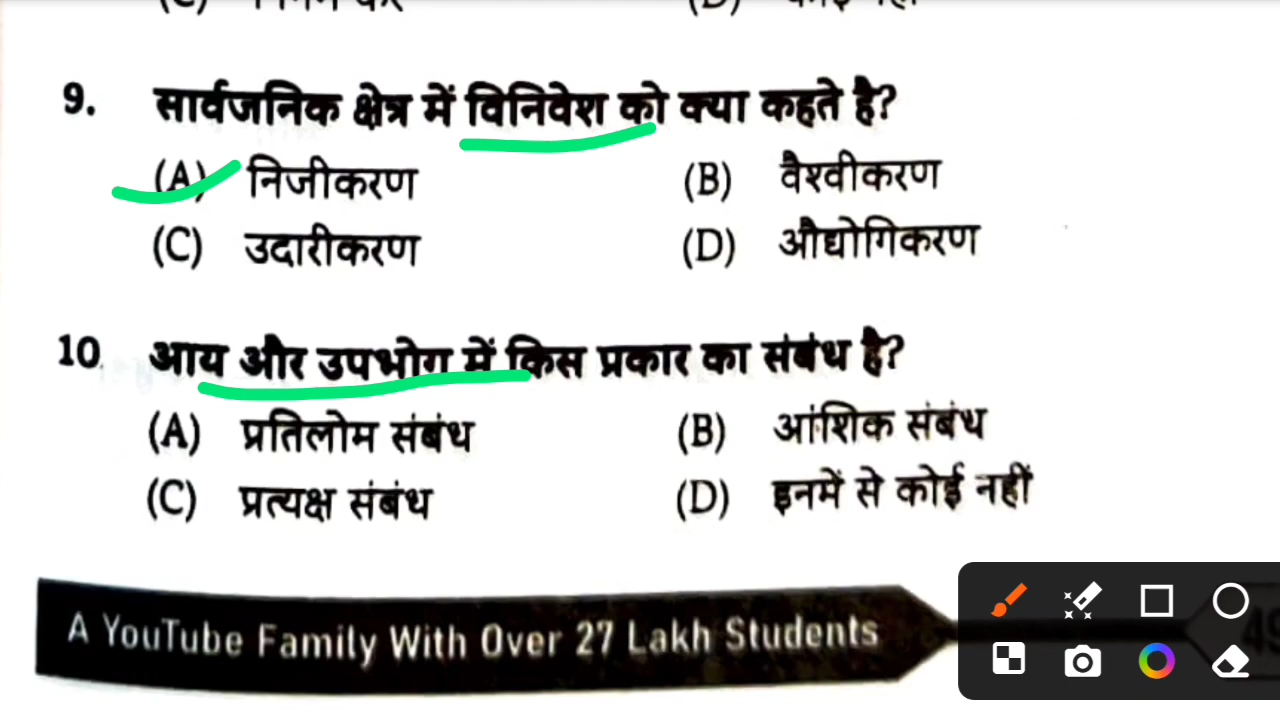 9. सार्वजनिक क्षेत्र में विनिवेश को क्या कहते है?
(A) निजीकरण (B) वैश्वीकरण
(C) उदारीकरण (D) औद्योगिकरण
10. आय और उपभोग में किस प्रकार का संबंध है?
(A) प्रतिलोम संबंध (B) आंशिक संबंध
(C) प्रत्यक्ष संबंध (D) इनमें से कोई नहीं
A YouTube Family With Over 27 Lakh Students